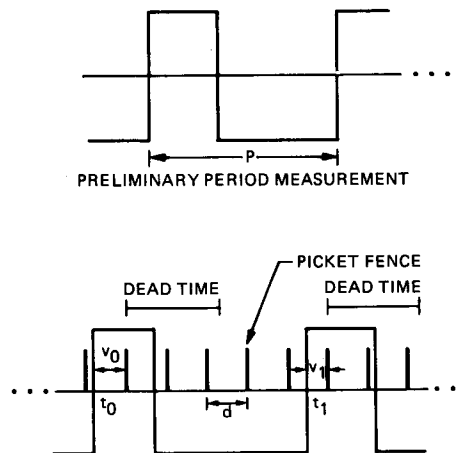 P
PRELIMINARY PERIOD MEASUREMENT
PICKET FENCE
DEAD TIME
DEAD TIME
v0
v1
t0
d
t1